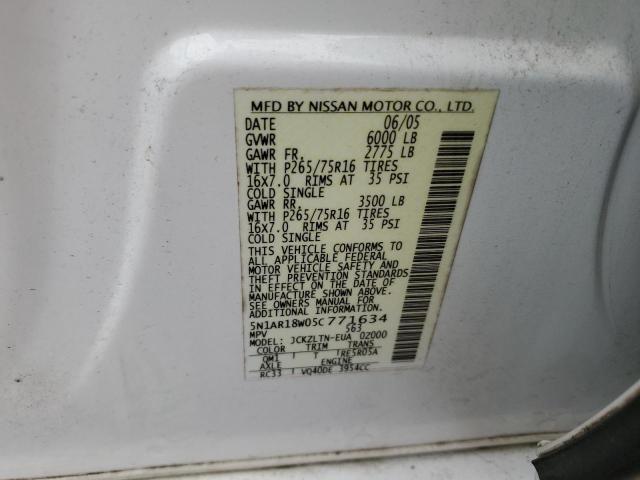 MFD BY NISSAN MOTOR CO., LTD.
DATE 06/05
GVWR 6000 LB
GAWR FR. 2775 LB
WITH P265/75R16 TIRES
16X7.0 RIMS AT 35 PSI
COLD SINGLE
GAWR RR. 3500 LB
WITH P265/75R16 TIRES
16X7.0 RIMS AT 35 PSI
COLD SINGLE
THIS VEHICLE CONFORMS TO
ALL APPLICABLE FEDERAL
MOTOR VEHICLE SAFETY AND
THEFT PREVENTION
STANDARDS IN EFFECT ON
THE DATE OF MFR. SHOWN
ABOVE.
SEE OWNERS MANUAL FOR
ADDITIONAL INFORMATION.
5N1AR18W05C771634
MPV 563
MODEL: JCKZLTN-EUA 02000
COLOR TRIM TRANS
QM1 T TRE5R05A
AXLE ENGINE
RC33 VQ40DE 3954CC